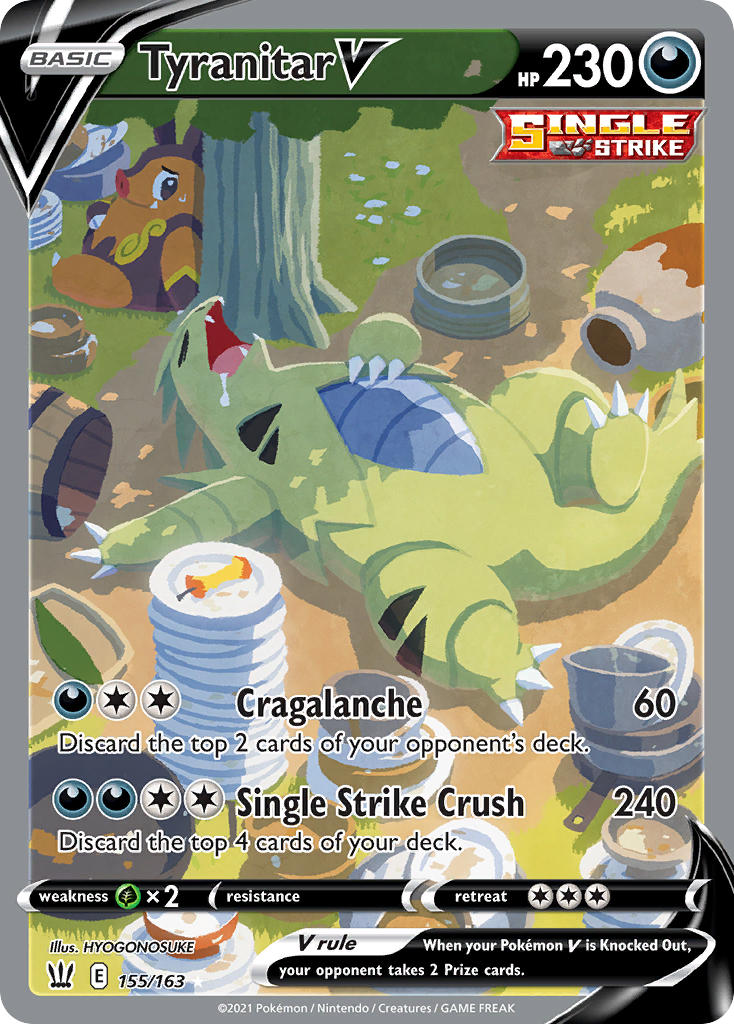 BASIC Tyranitar V HP 230
SINGLE
STRIKE
Cragalanche 60
Discard the top 2 cards of your opponent's deck.
Single Strike Crush 240
Discard the top 4 cards of your deck.
weakness ×2 resistance retreat
Illus. HYOGONOSUKE
V rule When your Pokémon V is Knocked Out,
your opponent takes 2 Prize cards.
E 155/163
©2021 Pokémon / Nintendo / Creatures / GAME FREAK